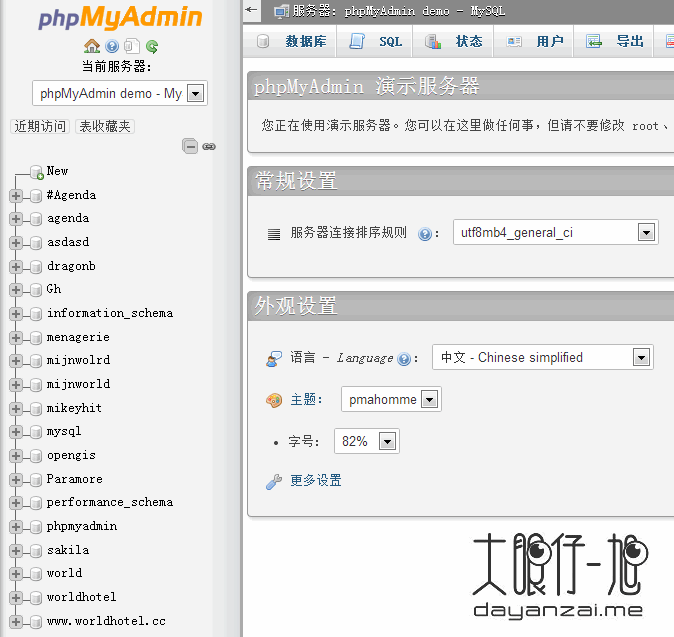 phpMyAdmin
当前服务器:
phpMyAdmin demo - My
近期访问 表收藏夹
New
#Agenda
agenda
asdasd
dragonb
Gh
information_schema
menagerie
mijnwolrd
mijnworld
mikeyhit
mysql
opengis
Paramore
performance_schema
phpmyadmin
sakila
world
worldhotel
www.worldhotel.cc
服务器: phpMyAdmin demo - MySQL
数据库 SQL 状态 用户 导出
phpMyAdmin 演示服务器
您正在使用演示服务器。您可以在这里做任何事,但请不要修改 root、
常规设置
服务器连接排序规则 : utf8mb4_general_ci
外观设置
语言 - Language : 中文 - Chinese simplified
主题: pmahomme
字号: 82%
更多设置
大眼仔-旭
dayanzai.me